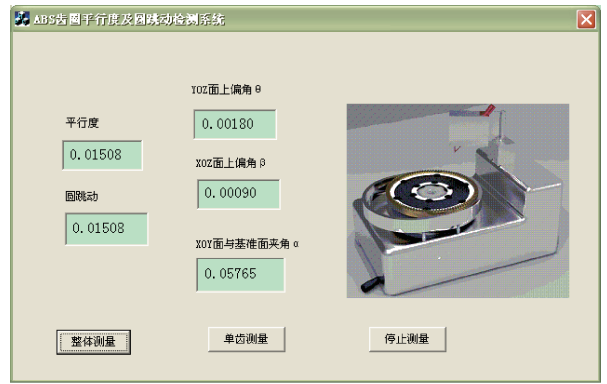 ABS齿圈平行度及圆跳动检测系统
YOZ面上偏角θ
平行度
0.00180
0.01508
XOZ面上偏角β
圆跳动
0.00090
0.01508
XOY面与基准面夹角α
0.05765
整体测量
单齿测量
停止测量